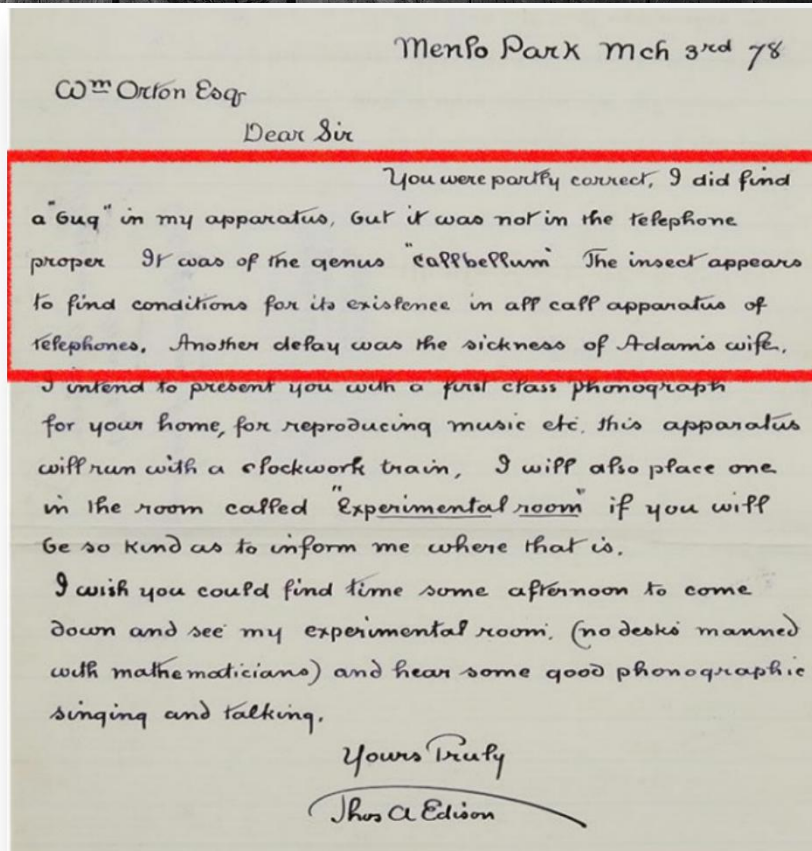 Menlo Park Mch 3rd 78
Wm Orton Esq
Dear Sir
You were partly correct, I did find
a "bug" in my apparatus, but it was not in the telephone
proper It was of the genus "callbellum" The insect appears
to find conditions for its existence in all call apparatus of
telephones. Another delay was the sickness of Adam's wife.
I intend to present you with a first class phonograph
for your home, for reproducing music etc. this apparatus
will run with a clockwork train, I will also place one
in the room called "Experimental room" if you will
be so kind as to inform me where that is.
I wish you could find time some afternoon to come
down and see my experimental room, (no desks manned
with mathematicians) and hear some good phonographic
singing and talking.
Yours Truly
Thos A Edison